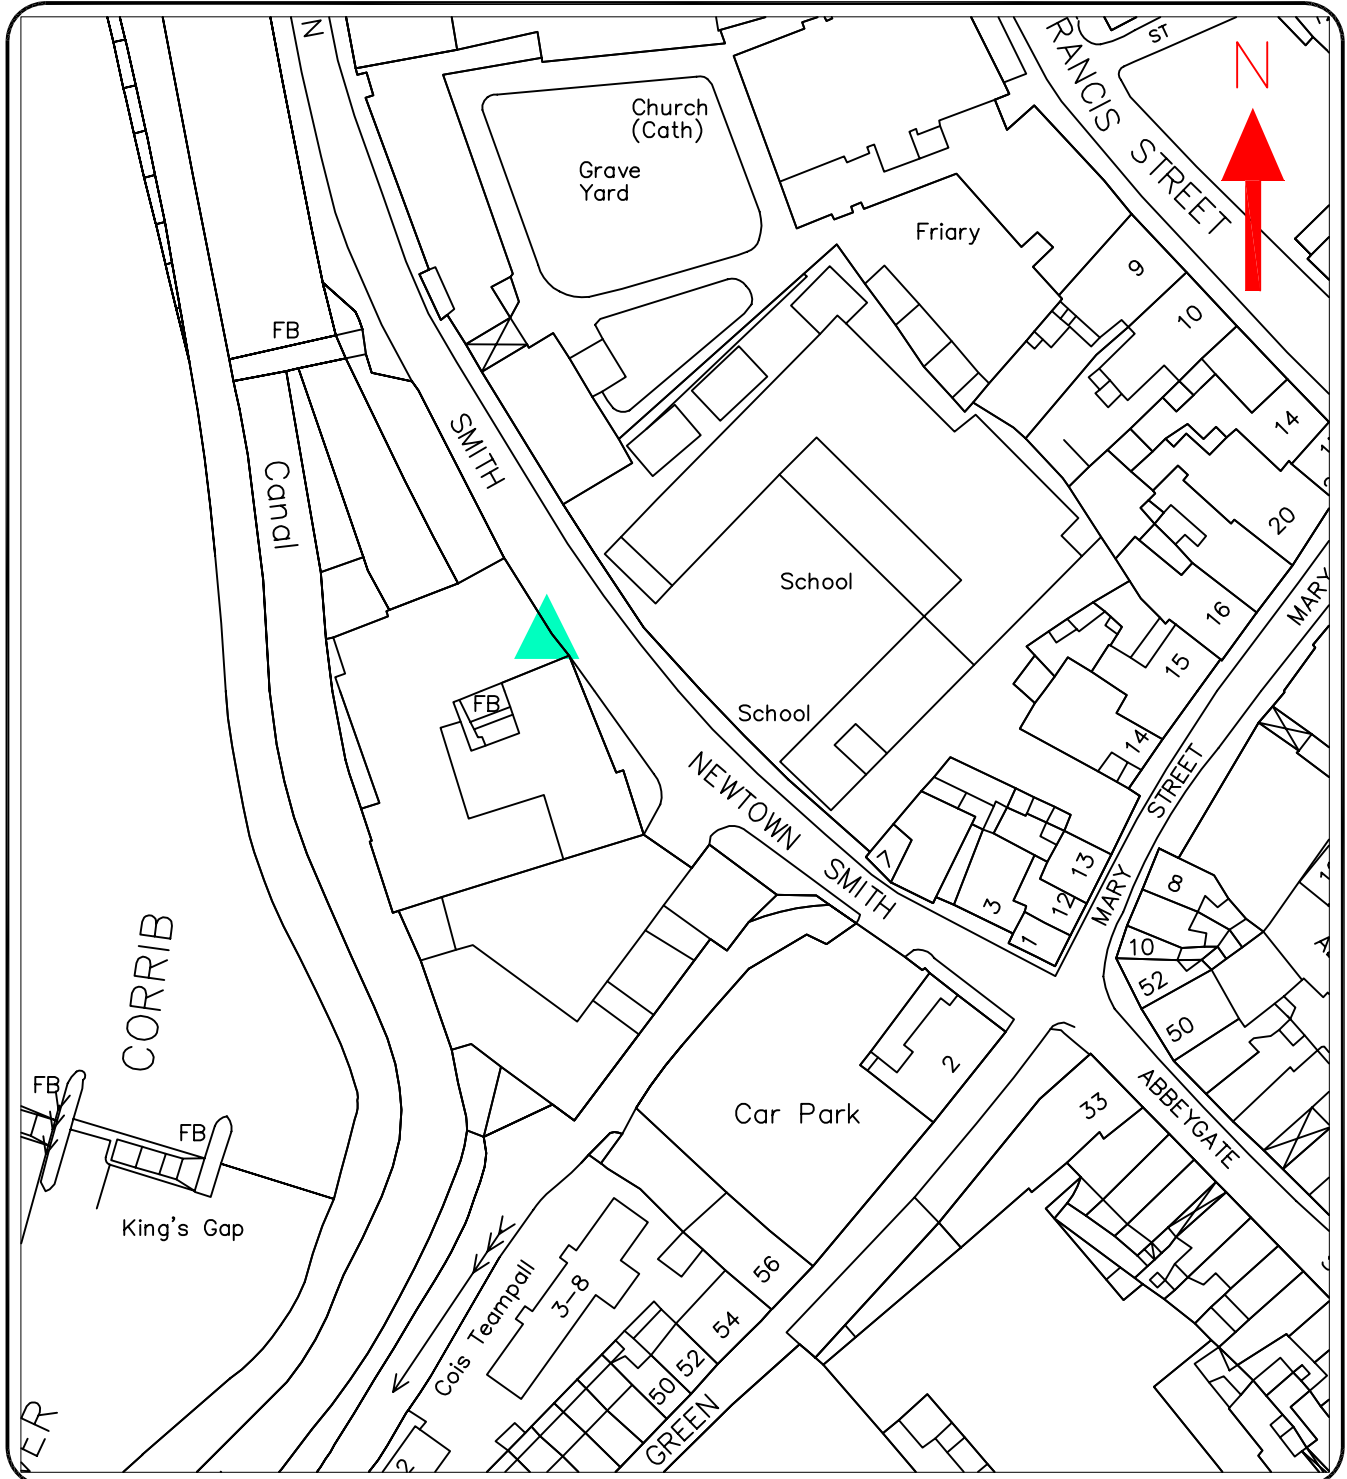 N
RANCIS STREET
ST
N
Church
(Cath)
Grave
Yard
Friary
9
10
FB
14
SMITH
Canal
20
School
MARY
16
15
FB
School
14
STREET
NEWTOWN SMITH
7
13
3
12
MARY
8
1
10
52
50
CORRIB
2
ABBEYGATE
33
Car Park
FB
FB
King's Gap
Cois Teampall
3-8
56
54
52
50
GREEN
ER
2